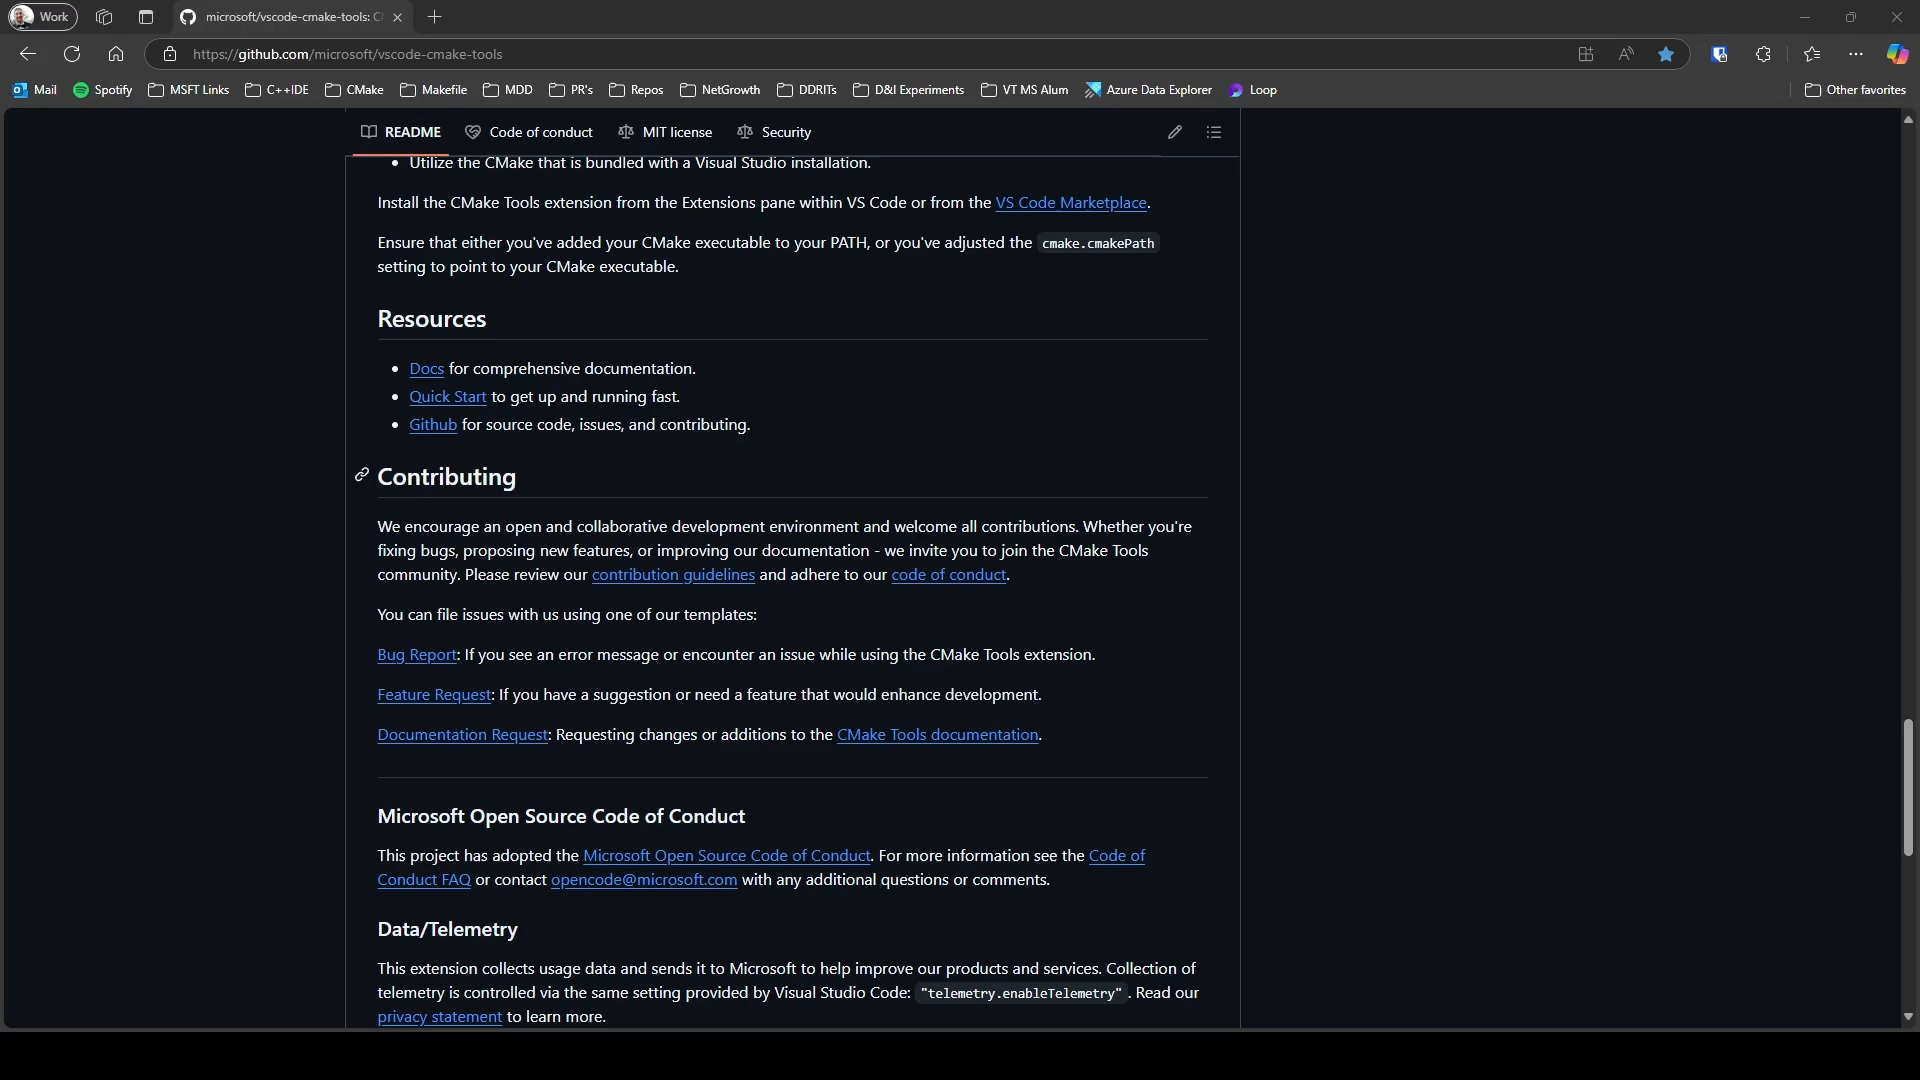 Work
microsoft/vscode-cmake-tools: C
https://github.com/microsoft/vscode-cmake-tools
Mail
Spotify
MSFT Links
C++IDE
CMake
Makefile
MDD
PR's
Repos
NetGrowth
DDRITs
D&I Experiments
VT MS Alum
Azure Data Explorer
Loop
Other favorites
README
Code of conduct
MIT license
Security
• Utilize the CMake that is bundled with a Visual Studio installation.
Install the CMake Tools extension from the Extensions pane within VS Code or from the VS Code Marketplace.
Ensure that either you've added your CMake executable to your PATH, or you've adjusted the cmake.cmakePath
setting to point to your CMake executable.
Resources
• Docs for comprehensive documentation.
• Quick Start to get up and running fast.
• Github for source code, issues, and contributing.
Contributing
We encourage an open and collaborative development environment and welcome all contributions. Whether you're
fixing bugs, proposing new features, or improving our documentation - we invite you to join the CMake Tools
community. Please review our contribution guidelines and adhere to our code of conduct.
You can file issues with us using one of our templates:
Bug Report: If you see an error message or encounter an issue while using the CMake Tools extension.
Feature Request: If you have a suggestion or need a feature that would enhance development.
Documentation Request: Requesting changes or additions to the CMake Tools documentation.
Microsoft Open Source Code of Conduct
This project has adopted the Microsoft Open Source Code of Conduct. For more information see the Code of
Conduct FAQ or contact opencode@microsoft.com with any additional questions or comments.
Data/Telemetry
This extension collects usage data and sends it to Microsoft to help improve our products and services. Collection of
telemetry is controlled via the same setting provided by Visual Studio Code: "telemetry.enableTelemetry". Read our
privacy statement to learn more.